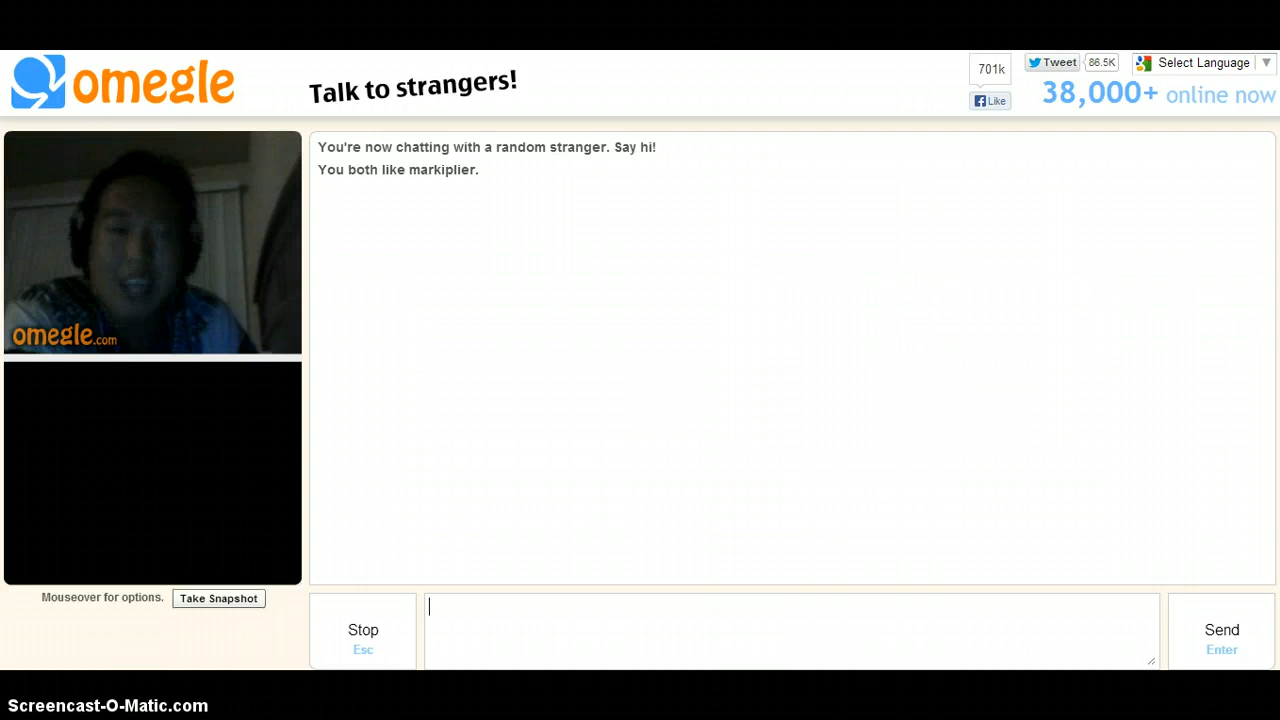 omegle
Talk to strangers!
701k
Like
Tweet
86.5K
Select Language
38,000+ online now
omegle.com
You're now chatting with a random stranger. Say hi!
You both like markiplier.
Mouseover for options.
Take Snapshot
Stop
Esc
Send
Enter
Screencast-O-Matic.com